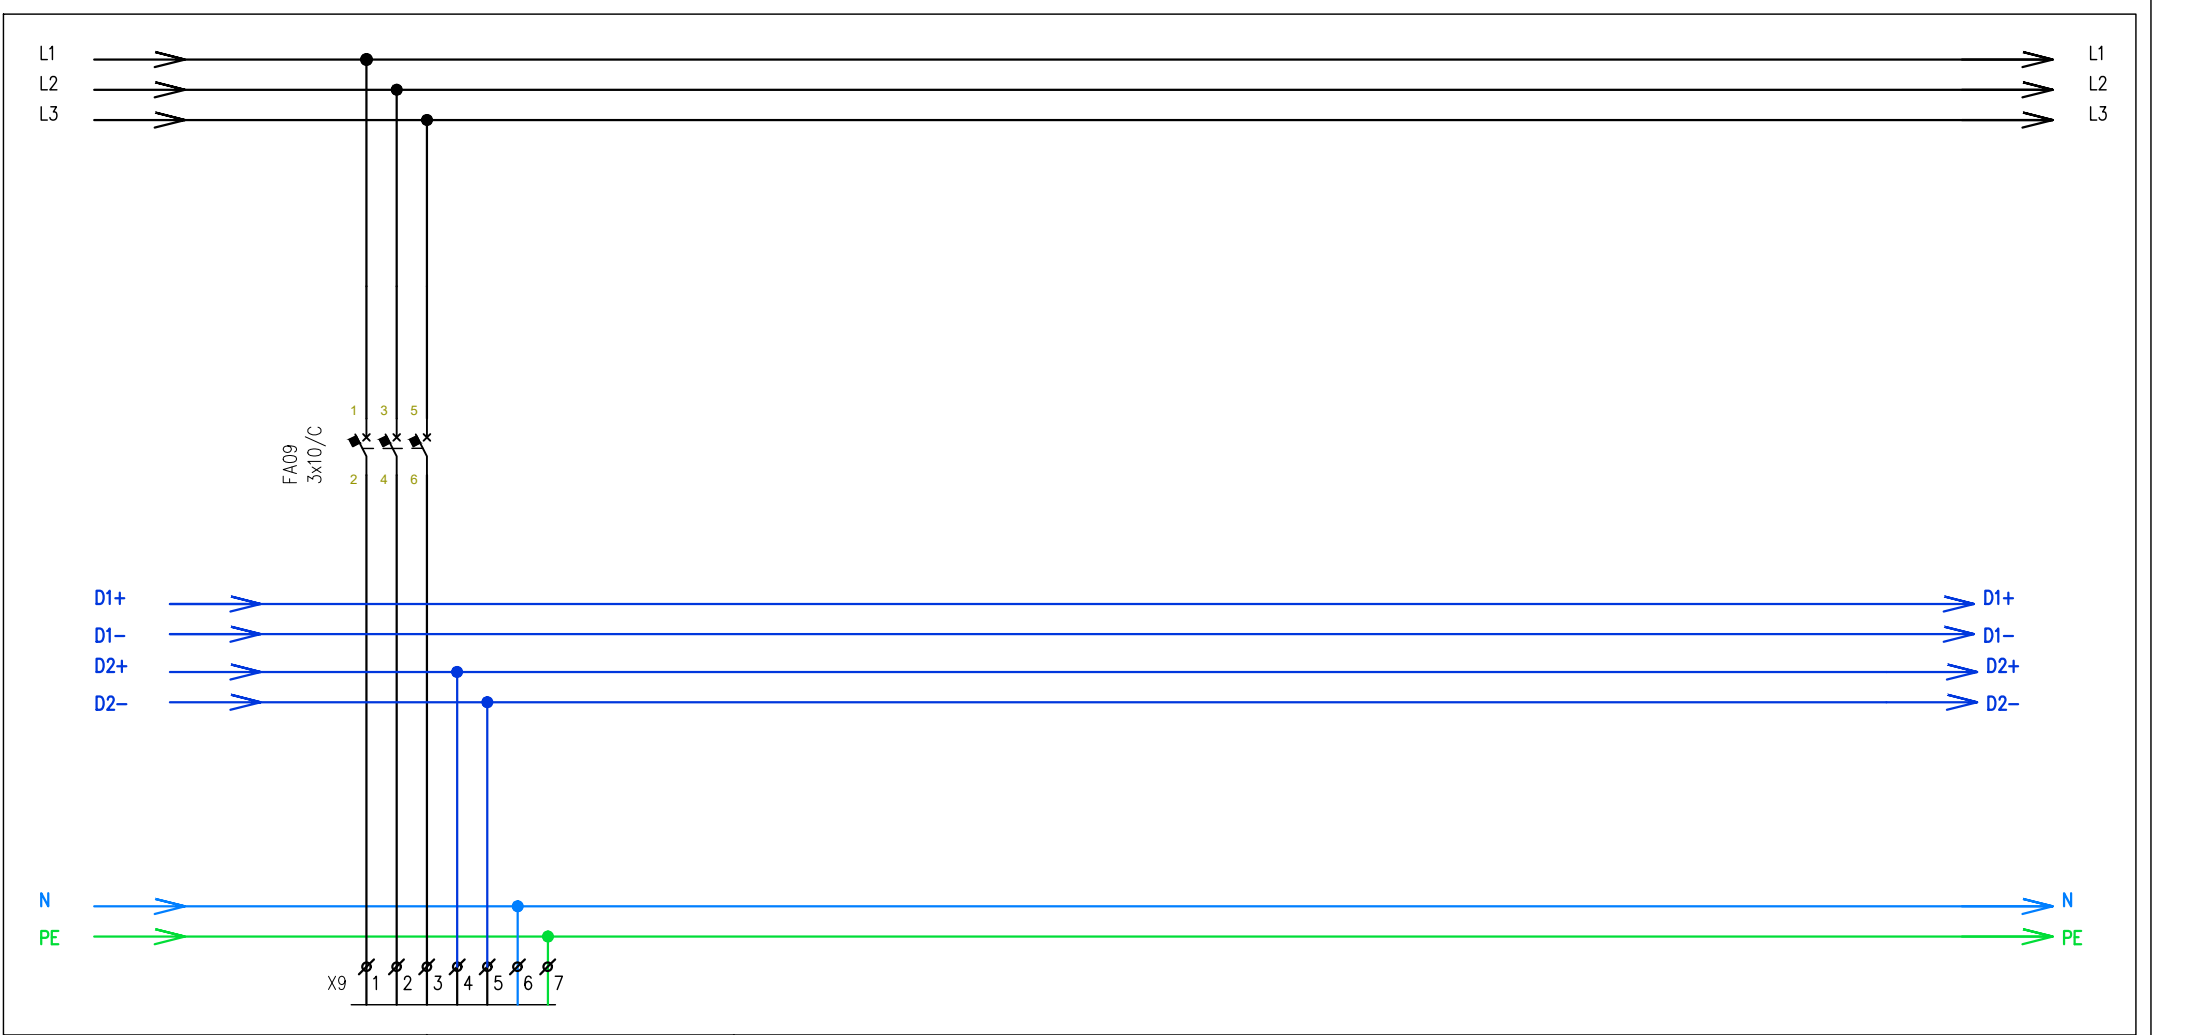 L1 L1
L2 L2
L3 L3
1 3 5
FA09
3x10/C
2 4 6
D1+ D1+
D1- D1-
D2+ D2+
D2- D2-
N N
PE PE
X9 1 2 3 4 5 6 7